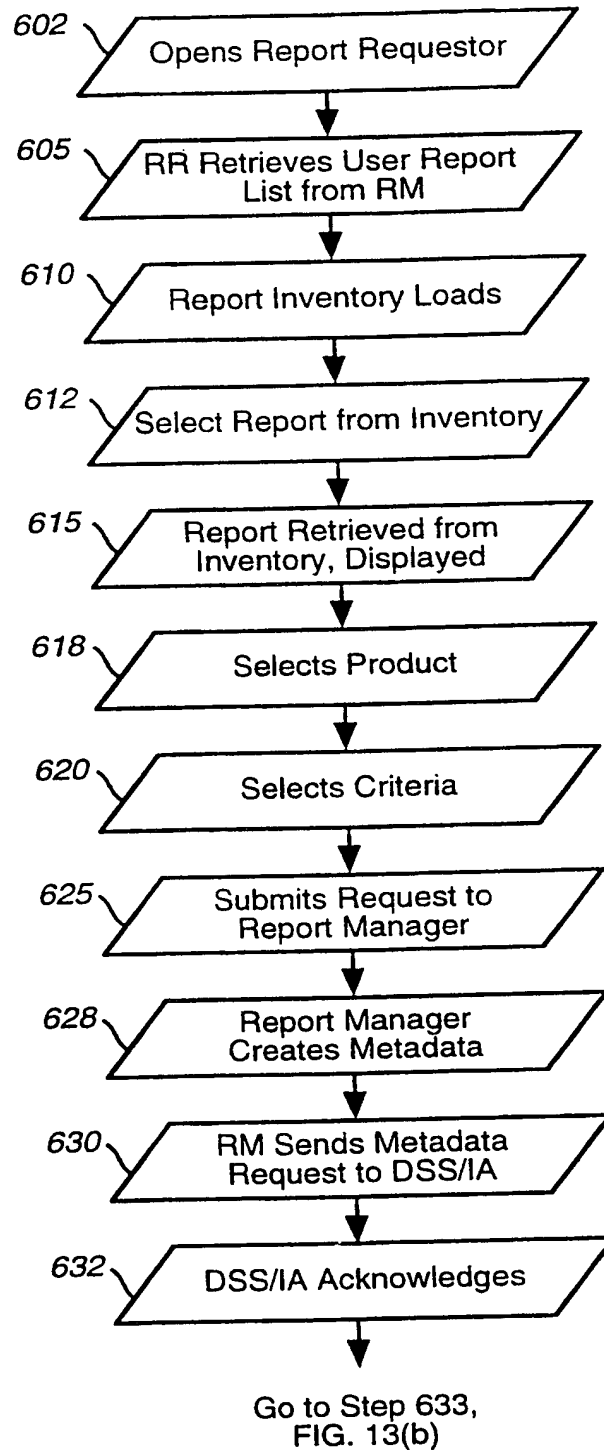 602
Opens Report Requestor
605
RR Retrieves User Report
List from RM
610
Report Inventory Loads
612
Select Report from Inventory
615
Report Retrieved from
Inventory, Displayed
618
Selects Product
620
Selects Criteria
625
Submits Request to
Report Manager
628
Report Manager
Creates Metadata
630
RM Sends Metadata
Request to DSS/IA
632
DSS/IA Acknowledges
Go to Step 633,
FIG. 13(b)